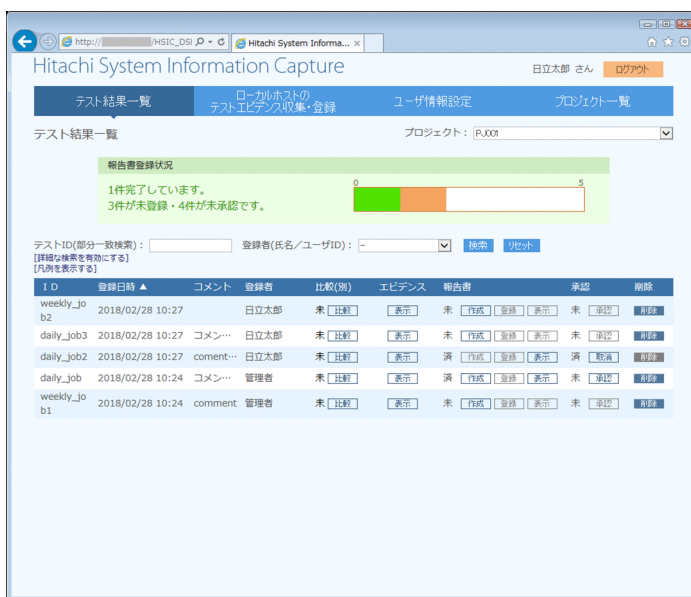 http:// /HSIC_DSI
Hitachi System Informa... ×
Hitachi System Information Capture
日立太郎 さん ログアウト
テスト結果一覧
ローカルホストの
テストエビデンス収集・登録
ユーザ情報設定
プロジェクト一覧
テスト結果一覧
プロジェクト： PJ001
報告書登録状況
1件完了しています。
3件が未登録・4件が未承認です。
0 5
テストID(部分一致検索)： 登録者(氏名／ユーザID)： - 検索 リセット
[詳細な検索を有効にする]
[凡例を表示する]
ＩＤ 登録日時 ▲ コメント 登録者 比較(別) エビデンス 報告書 承認 削除
weekly_jo
b2 2018/02/28 10:27 日立太郎 未 比較 表示 未 作成 登録 表示 未 承認 削除
daily_job3 2018/02/28 10:27 コメン… 日立太郎 未 比較 表示 未 作成 登録 表示 未 承認 削除
daily_job2 2018/02/28 10:27 coment… 日立太郎 未 比較 表示 済 作成 登録 表示 済 取消 削除
daily_job 2018/02/28 10:24 コメン… 管理者 未 比較 表示 済 作成 登録 表示 未 承認 削除
weekly_jo
b1 2018/02/28 10:24 comment 管理者 未 比較 表示 未 作成 登録 表示 未 承認 削除